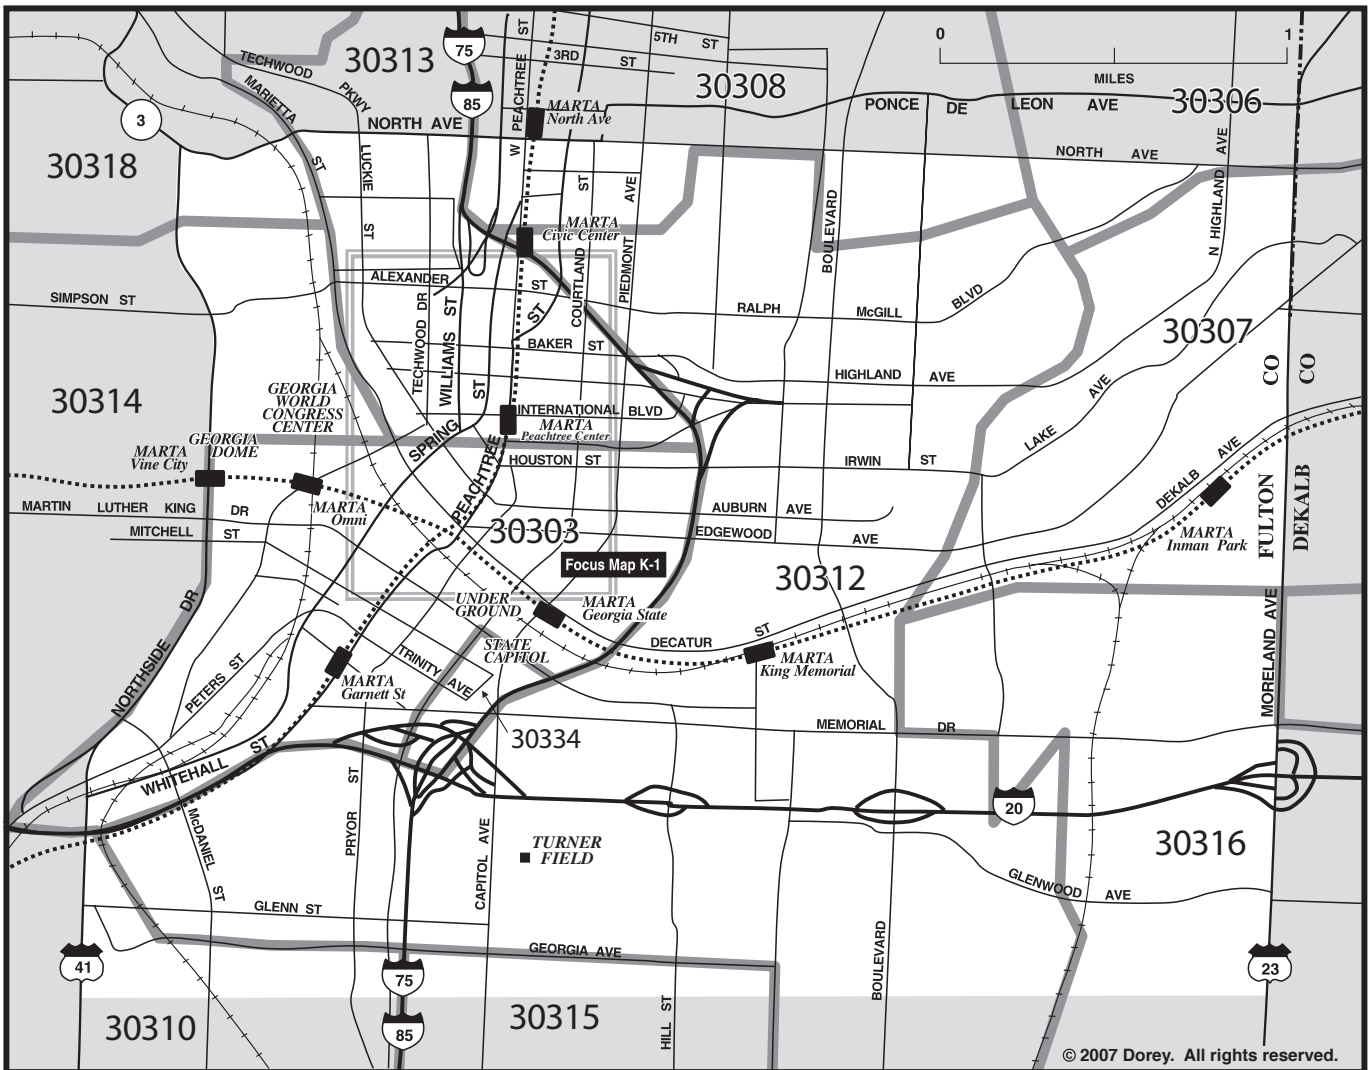 ST
5TH ST
0 1
MILES
TECHWOOD
PKWY
30313
75
85
W PEACHTREE
3RD ST
30308
PONCE DE LEON AVE
30306
3
MARIETTA
ST
NORTH AVE
MARTA
North Ave
NORTH AVE
30318
LUCKIE
ST
ST
AVE
BOULEVARD
N HIGHLAND
AVE
MARTA
Civic Center
SIMPSON ST
ALEXANDER
ST
COURTLAND
PIEDMONT
RALPH McGILL BLVD
30307
TECHWOOD DR
WILLIAMS ST
ST
BAKER ST
HIGHLAND AVE
CO
CO
30314
GEORGIA
WORLD
CONGRESS
CENTER
ST
INTERNATIONAL BLVD
MARTA
Peachtree Center
LAKE AVE
GEORGIA
DOME
MARTA
Vine City
SPRING
PEACHTREE
HOUSTON ST
IRWIN ST
DEKALB AVE
FULTON
DEKALB
MARTIN LUTHER KING DR
MARTA
Omni
AUBURN AVE
MITCHELL ST
30303
EDGEWOOD AVE
MARTA
Inman Park
Focus Map K-1
30312
UNDER
GROUND
MARTA
Georgia State
NORTHSIDE
DR
STATE
CAPITOL
DECATUR ST
MARTA
King Memorial
MORELAND AVE
PETERS ST
TRINITY
AVE
MARTA
Garnett St
MEMORIAL DR
30334
WHITEHALL ST
20
McDANIEL
ST
PRYOR
ST
CAPITOL AVE
TURNER
FIELD
30316
GLENWOOD AVE
GLENN ST
GEORGIA AVE
BOULEVARD
41
75
23
30310
85
30315
HILL ST
© 2007 Dorey. All rights reserved.